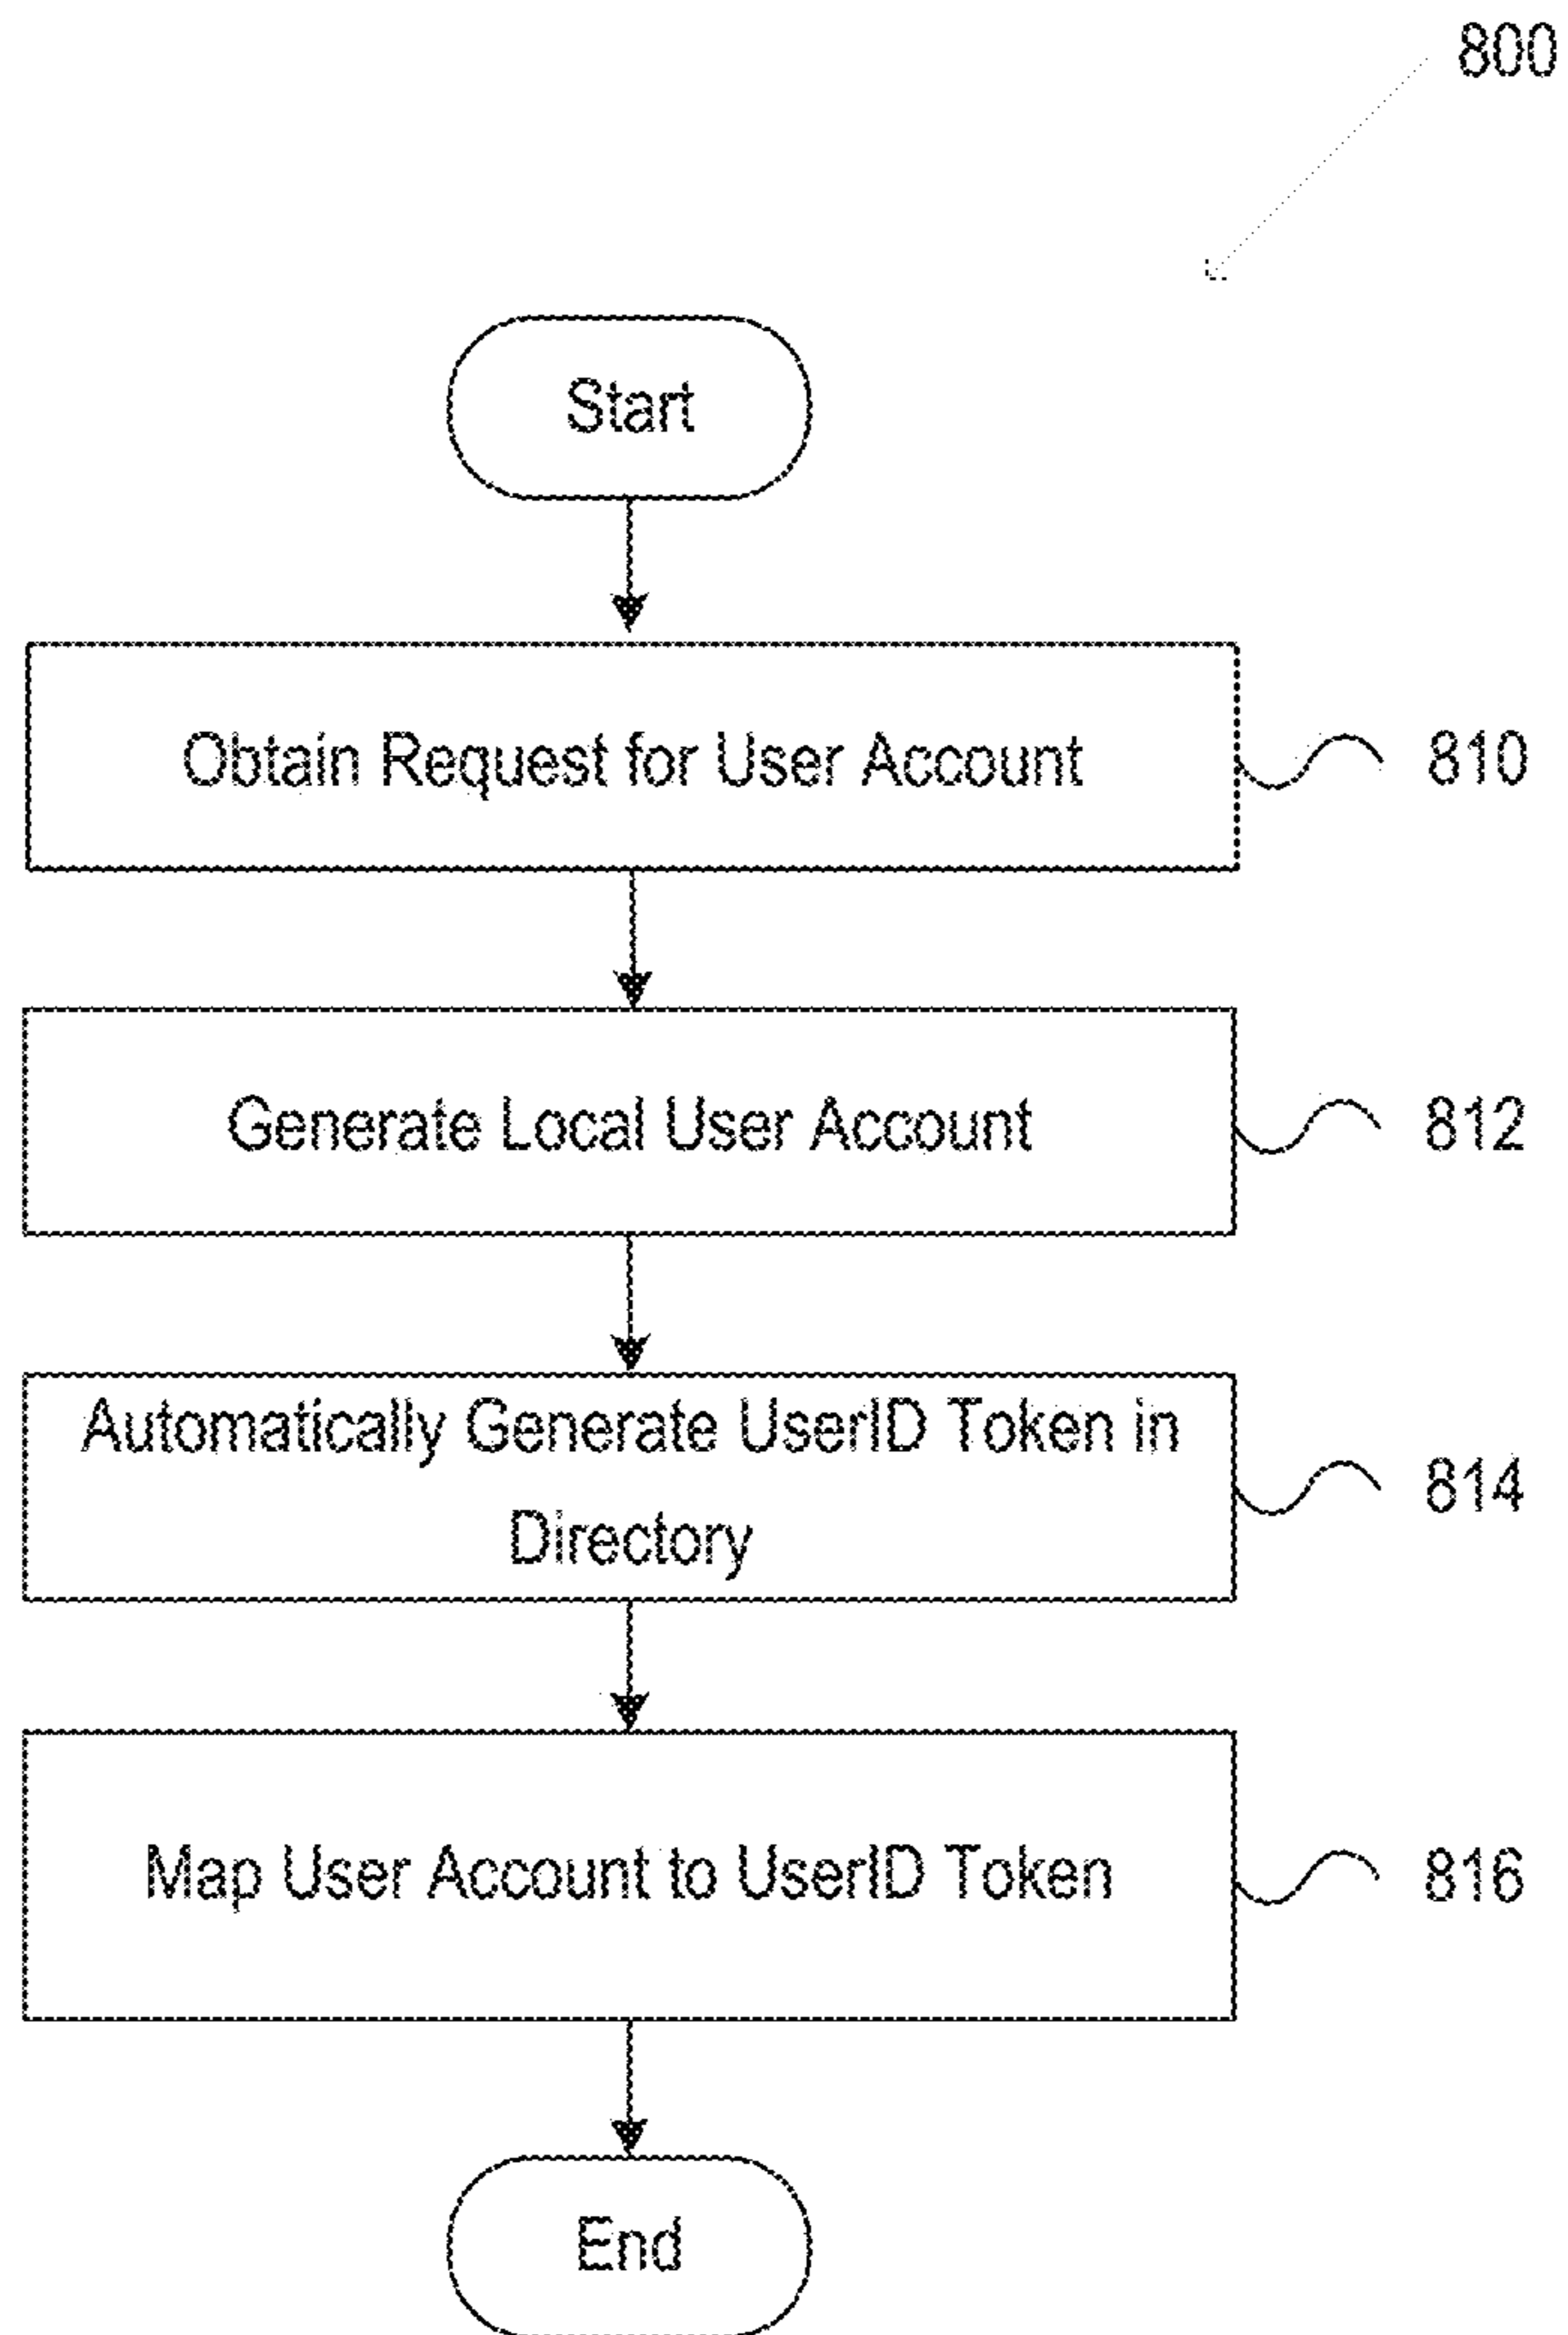 800
Start
Obtain Request for User Account
810
Generate Local User Account
812
Automatically Generate UserID Token in
Directory
814
Map User Account to UserID Token
816
End